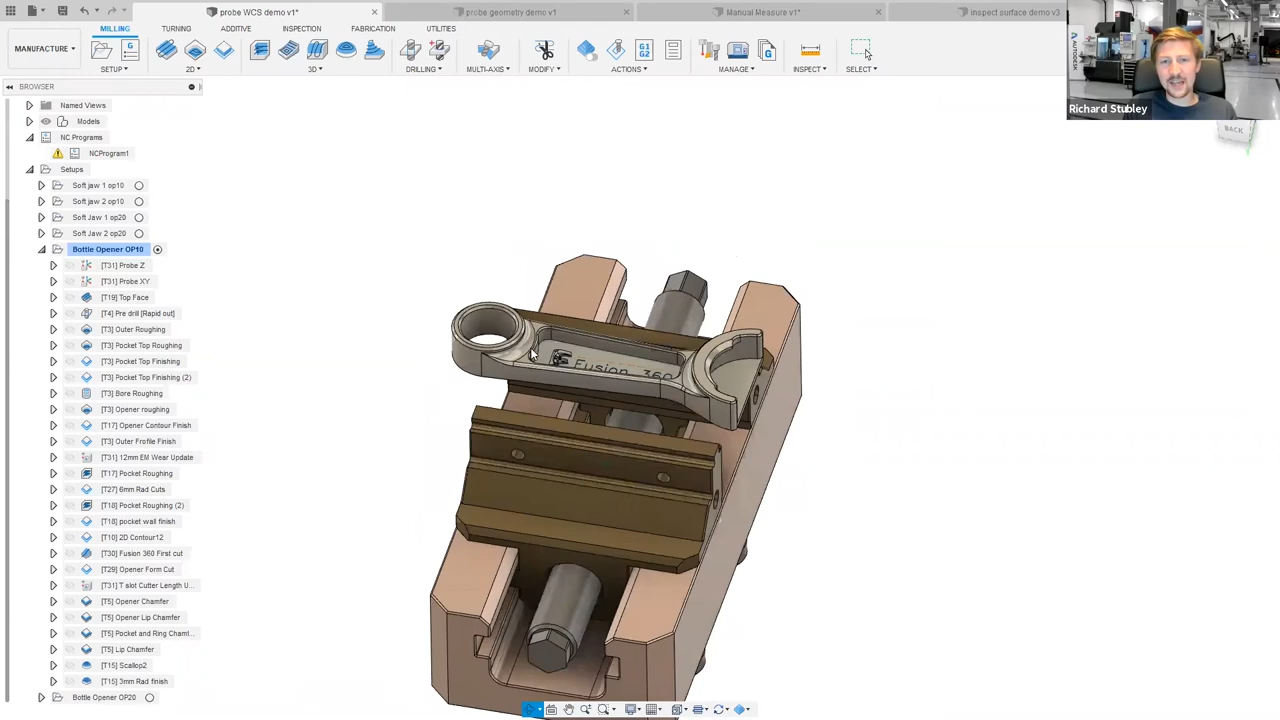 probe WCS demo v1*
probe geometry demo v1
Manual Measure v1*
inspect surface demo v3
MILLING
TURNING
ADDITIVE
INSPECTION
FABRICATION
UTILITIES
MANUFACTURE
SETUP
2D
3D
DRILLING
MULTI-AXIS
MODIFY
ACTIONS
MANAGE
INSPECT
SELECT
G1
G2
AUTODESK
Richard Stubley
BACK
BROWSER
Named Views
Models
NC Programs
NCProgram1
Setups
Soft jaw 1 op10
Soft jaw 2 op10
Soft Jaw 1 op20
Soft Jaw 2 op20
Bottle Opener OP10
[T31] Probe Z
[T31] Probe XY
[T19] Top Face
[T4] Pre drill [Rapid out]
[T3] Outer Roughing
[T3] Pocket Top Roughing
[T3] Pocket Top Finishing
[T3] Pocket Top Finishing (2)
[T3] Bore Roughing
[T3] Opener roughing
[T17] Opener Contour Finish
[T3] Outer Frofile Finish
[T31] 12mm EM Wear Update
[T17] Pocket Roughing
[T27] 6mm Rad Cuts
[T18] Pocket Roughing (2)
[T18] pocket wall finish
[T10] 2D Contour12
[T30] Fusion 360 First cut
[T29] Opener Form Cut
[T31] T slot Cutter Length U...
[T5] Opener Chamfer
[T5] Opener Lip Chamfer
[T5] Pocket and Ring Chamf...
[T5] Lip Chamfer
[T15] Scallop2
[T15] 3mm Rad finish
Bottle Opener OP20
Fusion 360